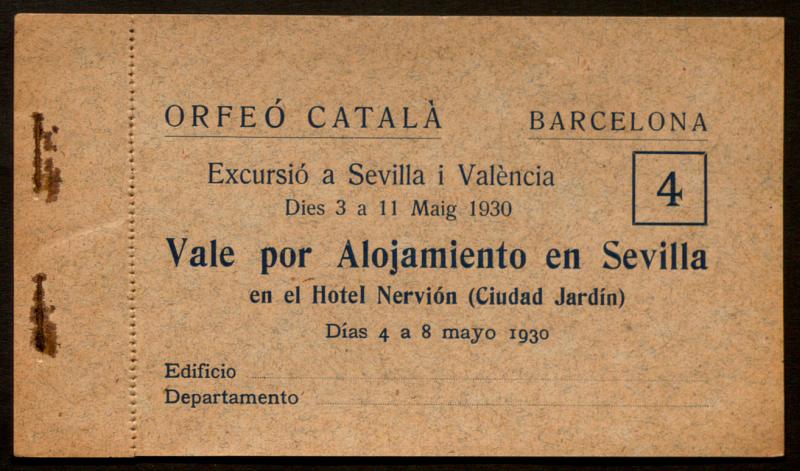 ORFEÓ CATALÀ BARCELONA
Excursió a Sevilla i València
Dies 3 a 11 Maig 1930
4
Vale por Alojamiento en Sevilla
en el Hotel Nervión (Ciudad Jardín)
Días 4 a 8 mayo 1930
Edificio
Departamento